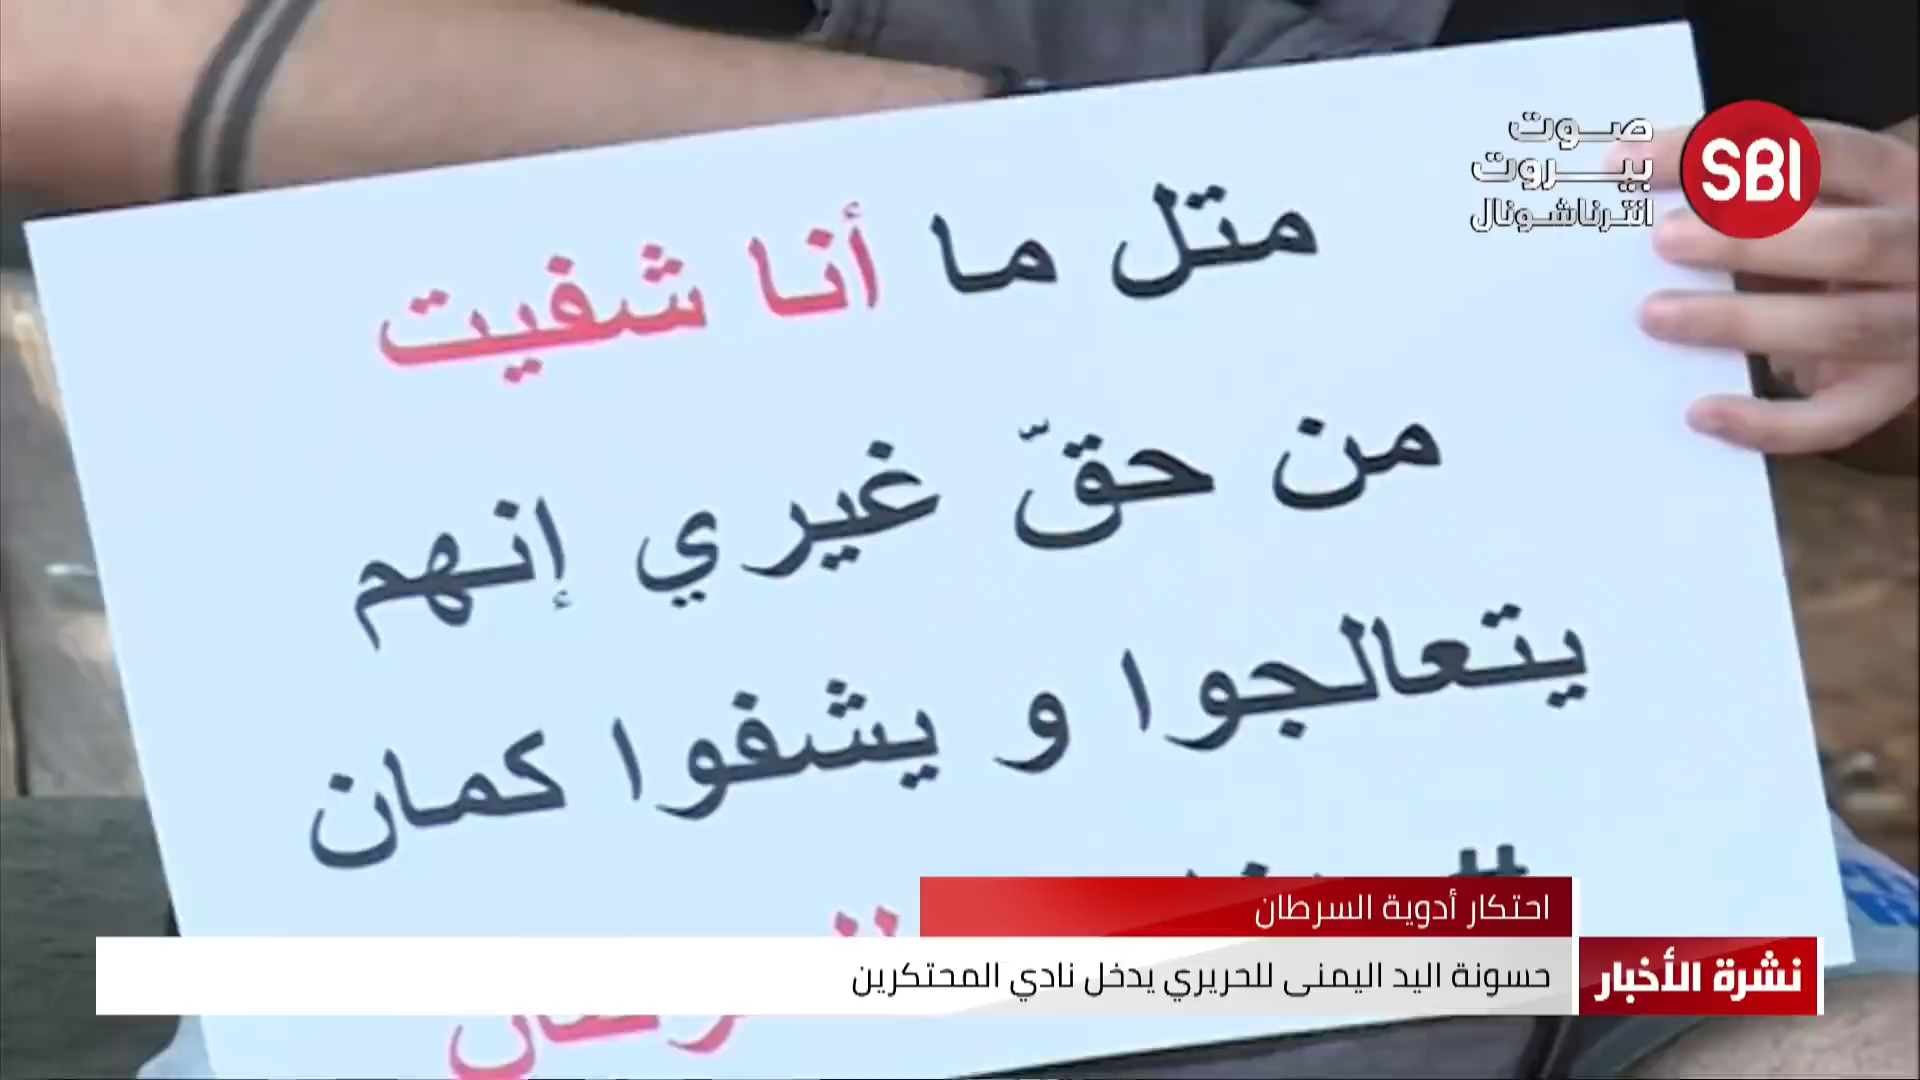 صوت
بيروت
انترناشونال
SBI
متل ما أنا شفيت
من حقّ غيري إنهم
يتعالجوا و يشفوا كمان
#
احتكار أدوية السرطان
حسونة اليد اليمنى للحريري يدخل نادي المحتكرين
نشرة الأخبار